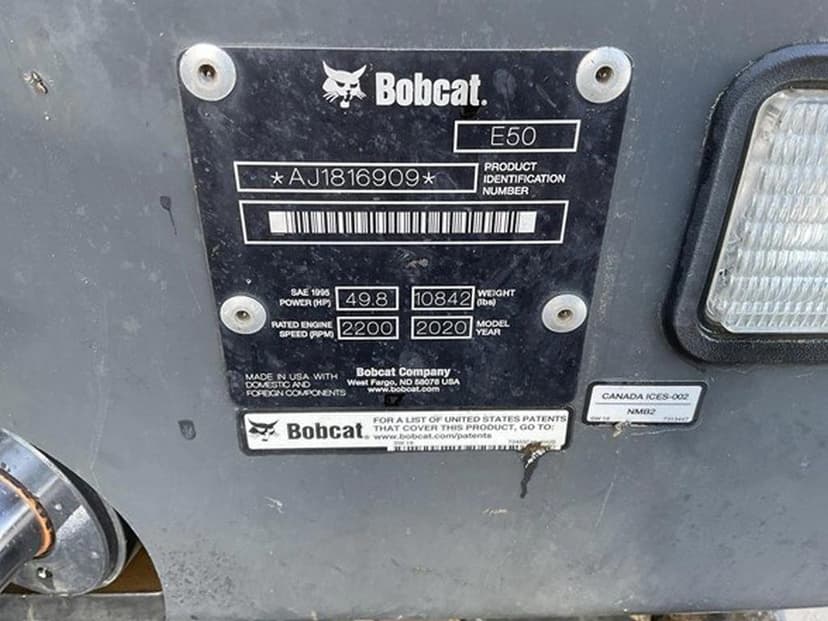 Bobcat.
E50
*AJ1816909*
PRODUCT
IDENTIFICATION
NUMBER
SAE 1995
POWER (HP)
49.8
10842
WEIGHT
(lbs)
RATED ENGINE
SPEED (RPM)
2200
2020
MODEL
YEAR
MADE IN USA WITH
DOMESTIC AND
FOREIGN COMPONENTS
Bobcat Company
West Fargo, ND 58078 USA
www.bobcat.com
Bobcat.
FOR A LIST OF UNITED STATES PATENTS
THAT COVER THIS PRODUCT, GO TO:
www.bobcat.com/patents
CANADA ICES-002
NMB2